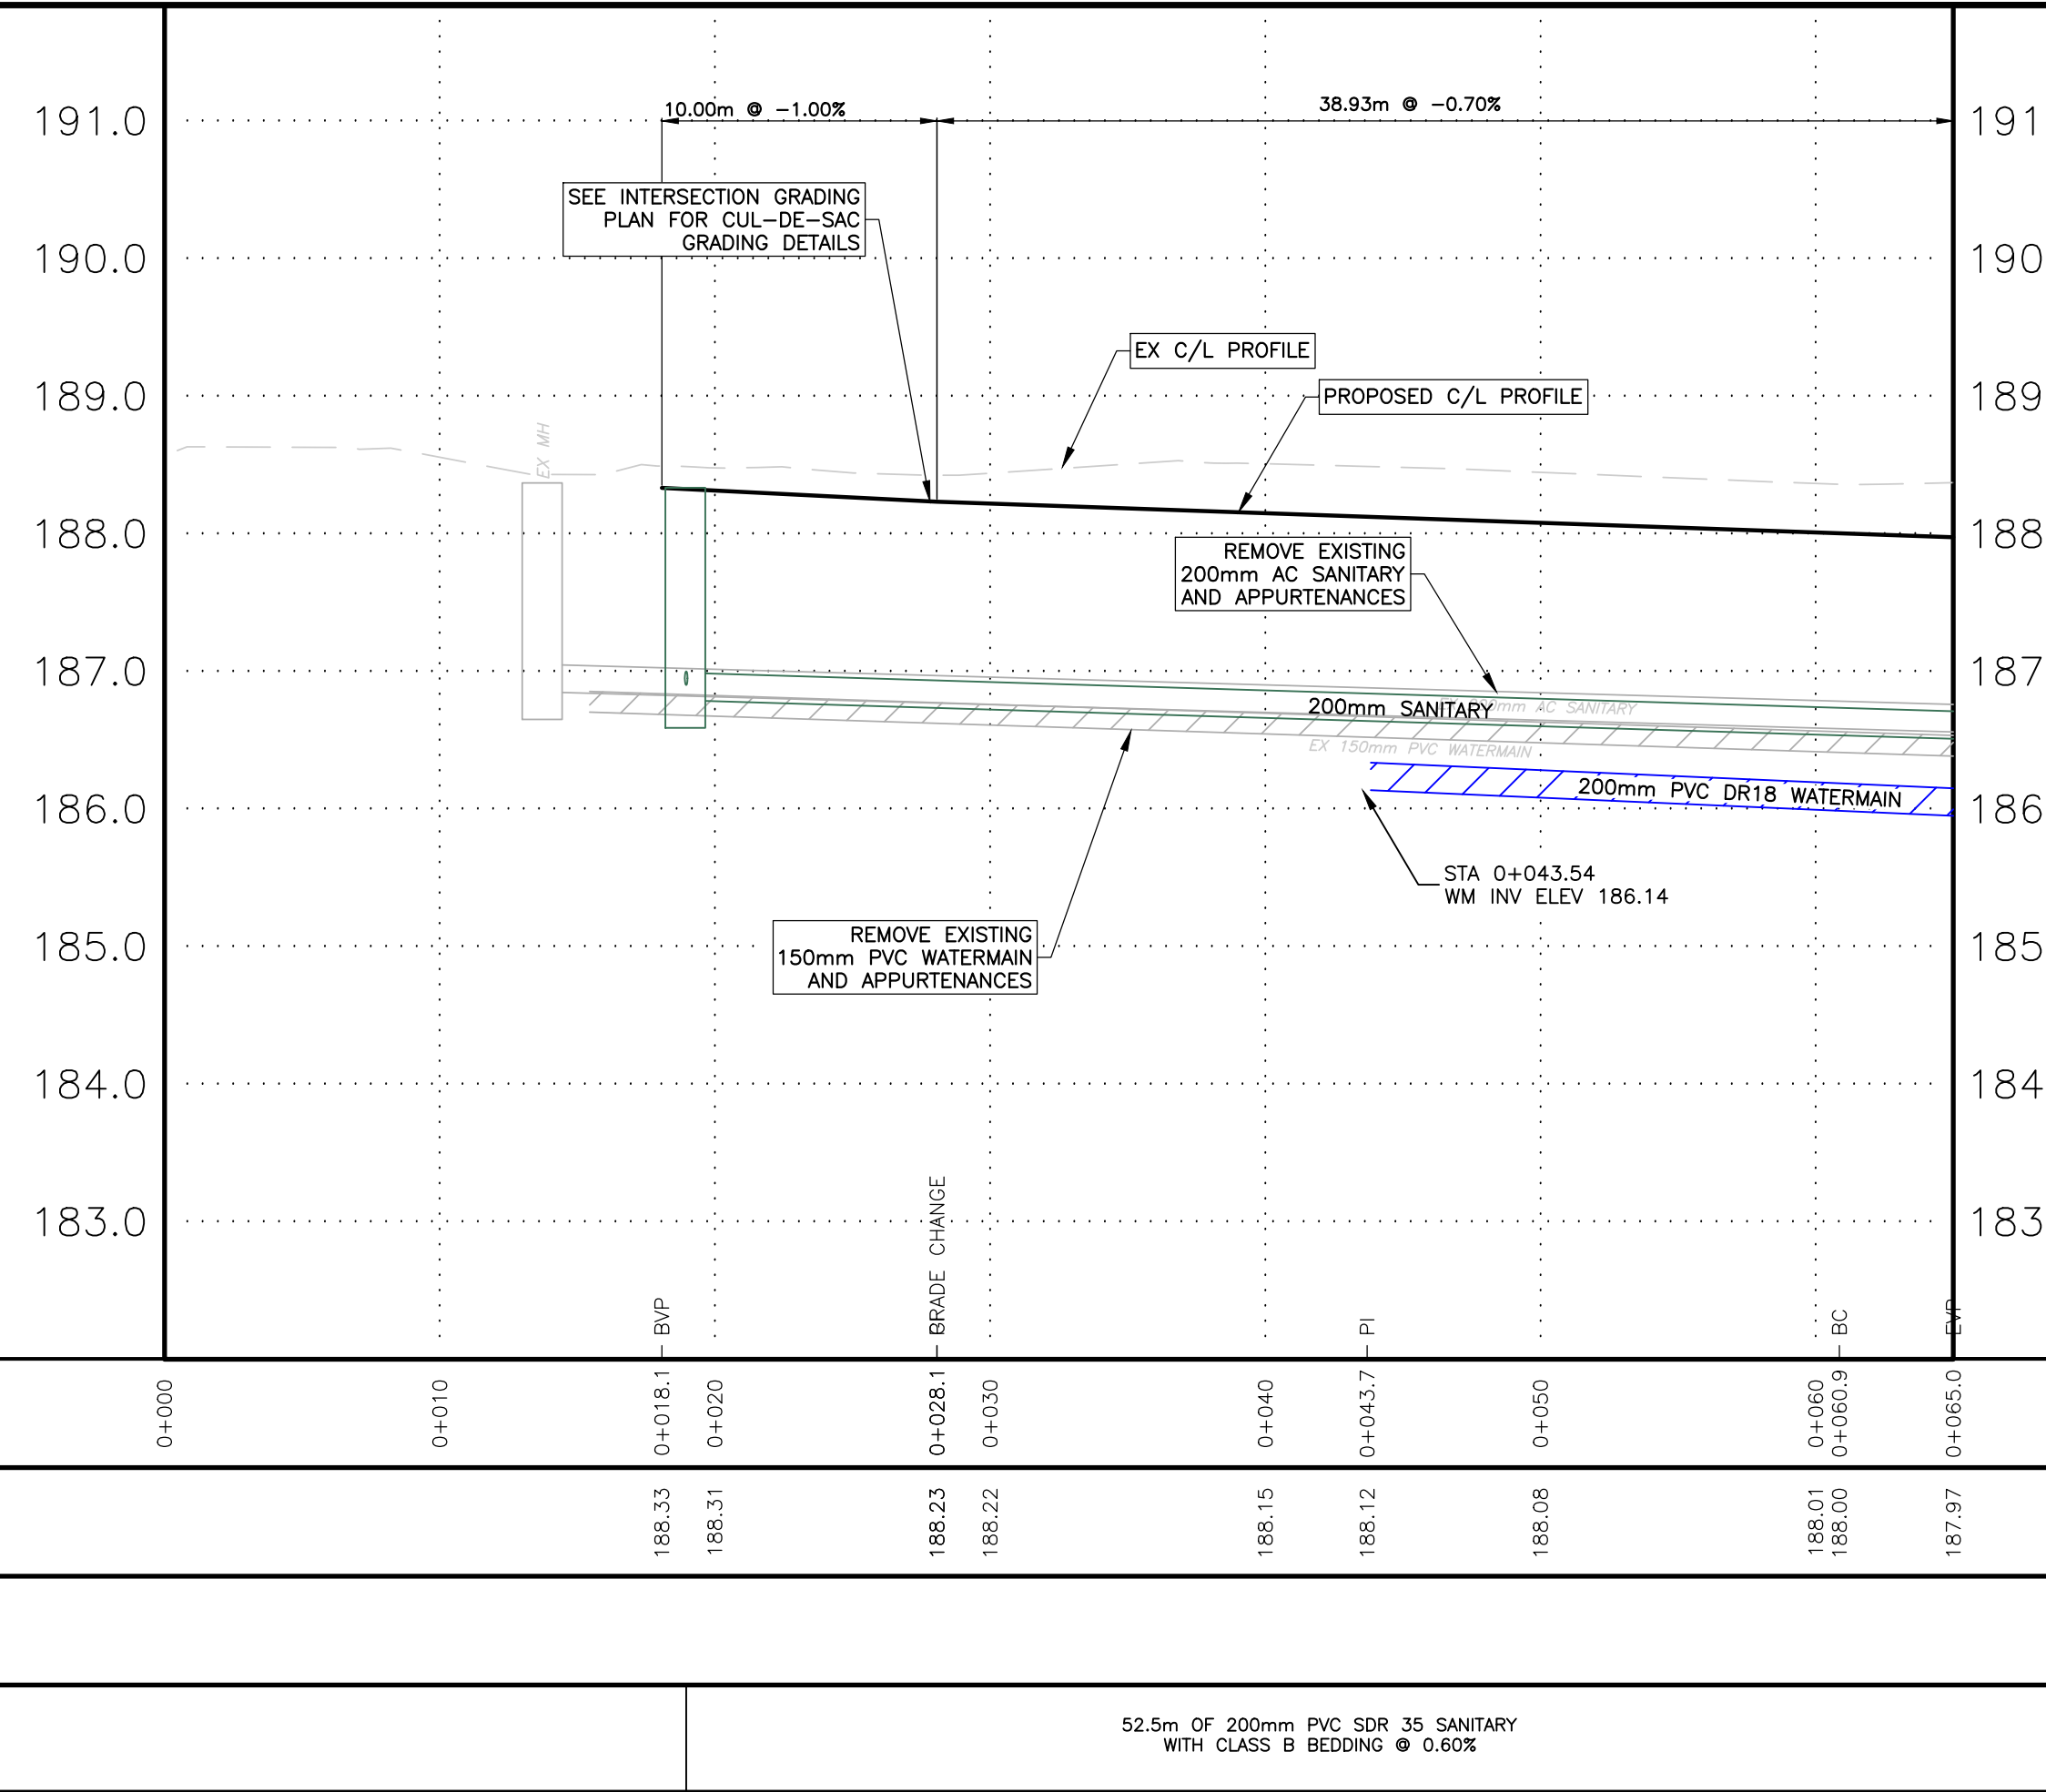 10.00m @ -1.00%
38.93m @ -0.70%
191.0
191
SEE INTERSECTION GRADING
PLAN FOR CUL-DE-SAC
GRADING DETAILS
190.0
190
EX C/L PROFILE
189.0
PROPOSED C/L PROFILE
189
EX MH
188.0
188
REMOVE EXISTING
200mm AC SANITARY
AND APPURTENANCES
187.0
187
200mm SANITARY
mm AC SANITARY
EX 150mm PVC WATERMAIN
200mm PVC DR18 WATERMAIN
186.0
186
STA 0+043.54
WM INV ELEV 186.14
REMOVE EXISTING
150mm PVC WATERMAIN
AND APPURTENANCES
185.0
185
184.0
184
183.0
183
BVP
GRADE CHANGE
PI
BC
EVP
0+000
0+010
0+018.1
0+020
0+028.1
0+030
0+040
0+043.7
0+050
0+060
0+060.9
0+065.0
188.33
188.31
188.23
188.22
188.15
188.12
188.08
188.01
188.00
187.97
52.5m OF 200mm PVC SDR 35 SANITARY
WITH CLASS B BEDDING @ 0.60%